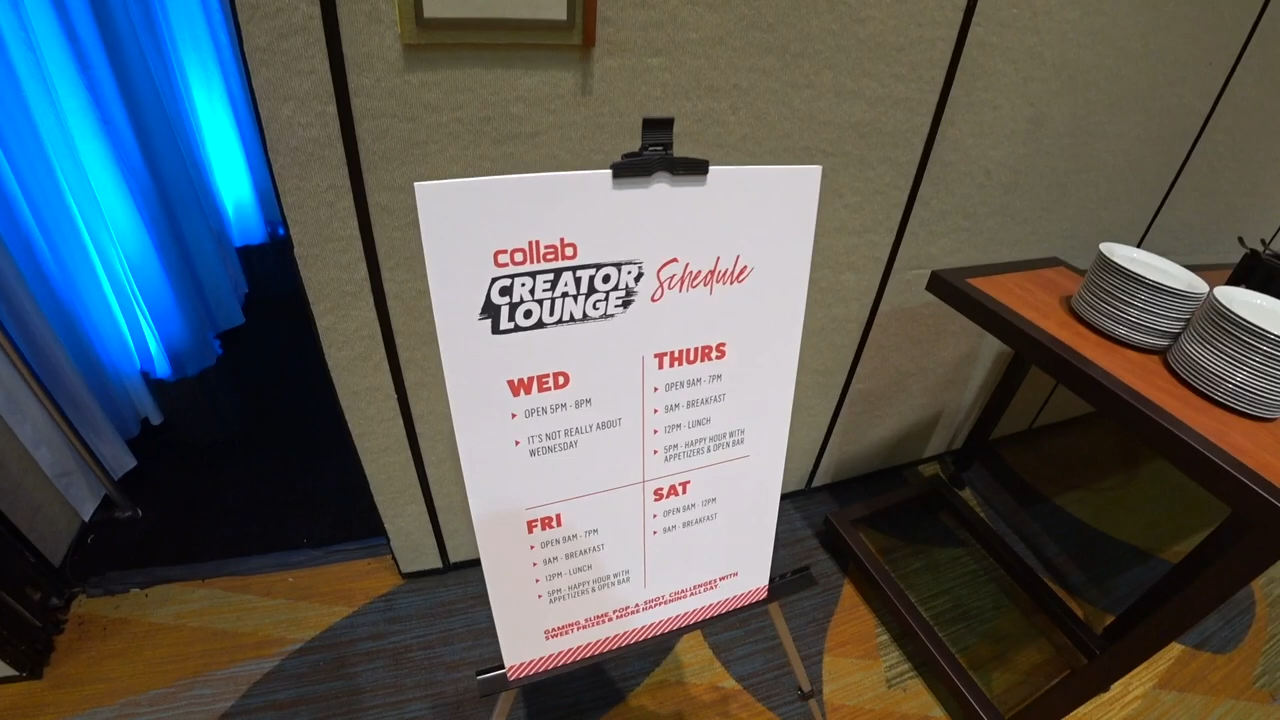 collab
CREATOR
LOUNGE
Schedule
WED
OPEN 5PM - 8PM
IT'S NOT REALLY ABOUT
WEDNESDAY
THURS
OPEN 9AM - 7PM
9AM - BREAKFAST
12PM - LUNCH
5PM - HAPPY HOUR WITH
APPETIZERS & OPEN BAR
FRI
OPEN 9AM - 7PM
9AM - BREAKFAST
12PM - LUNCH
5PM - HAPPY HOUR WITH
APPETIZERS & OPEN BAR
SAT
OPEN 9AM - 12PM
9AM - BREAKFAST
GAMING, SLIME, POP-A-SHOT, CHALLENGES WITH
SWEET PRIZES & MORE HAPPENING ALL DAY.